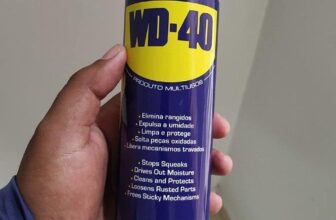 WD-40
PRODUTO MULTIUSOS
• Elimina rangidos
• Expulsa a umidade
• Limpa e protege
• Solta peças oxidadas
• Libera mecanismos travados
• Stops Squeaks
• Drives Out Moisture
• Cleans and Protects
• Loosens Rusted Parts
• Frees Sticky Mechanisms